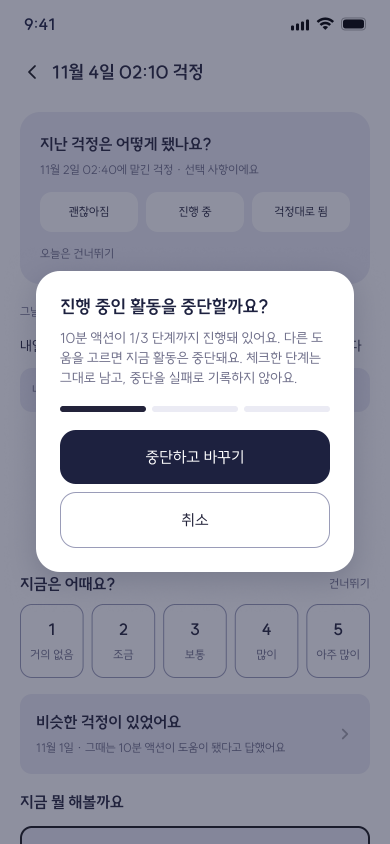 9:41
11월 4일 02:10 걱정
지난 걱정은 어떻게 됐나요?
11월 2일 02:40에 맡긴 걱정 · 선택 사항이에요
괜찮아짐
진행 중
걱정대로 됨
오늘은 건너뛰기
진행 중인 활동을 중단할까요?
10분 액션이 1/3 단계까지 진행돼 있어요. 다른 도
움을 고르면 지금 활동은 중단돼요. 체크한 단계는
그대로 남고, 중단을 실패로 기록하지 않아요.
중단하고 바꾸기
취소
지금은 어때요?
건너뛰기
1
거의 없음
2
조금
3
보통
4
많이
5
아주 많이
비슷한 걱정이 있었어요
11월 1일 · 그때는 10분 액션이 도움이 됐다고 답했어요
지금 뭘 해볼까요